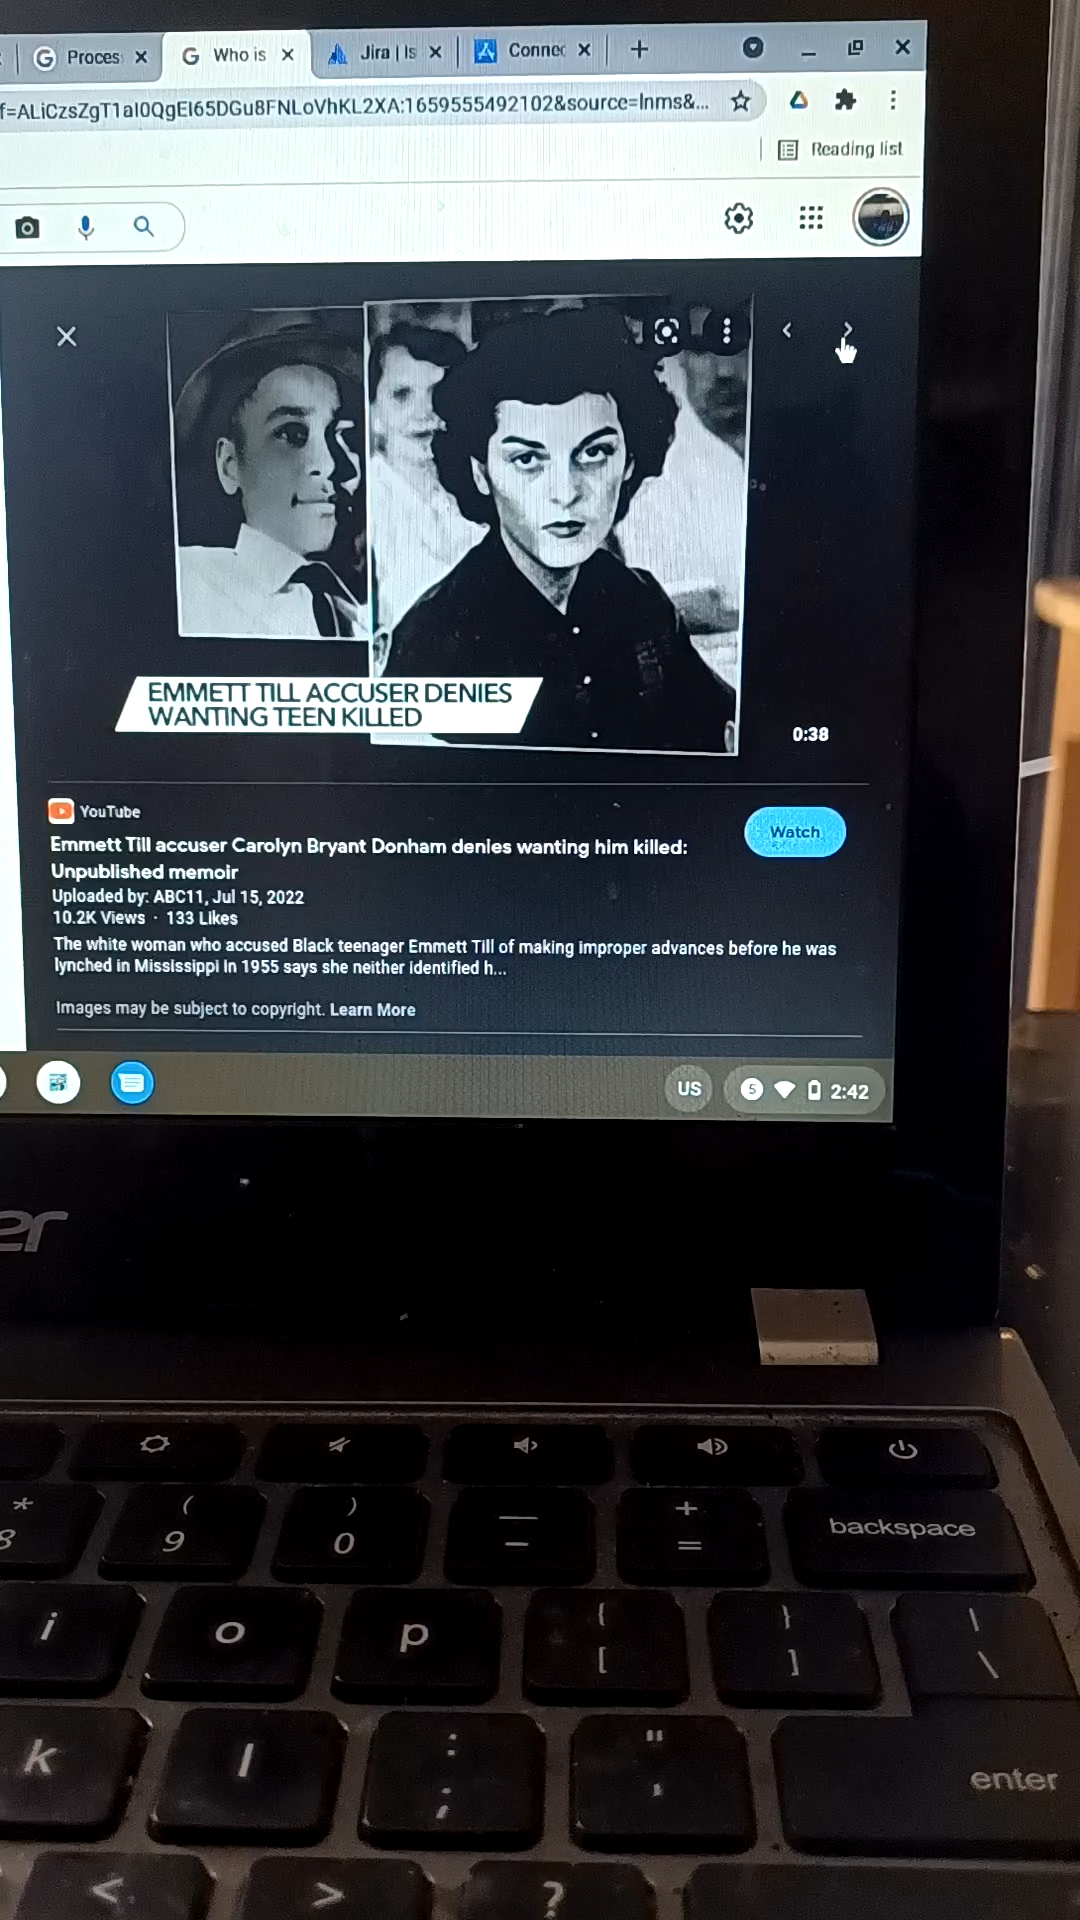 Proces
Who is
Jira | Is
Connec
f=ALiCzsZgT1al0QgEI65DGu8FNLoVhKL2XA:1659555492102&source=lnms&...
Reading list
EMMETT TILL ACCUSER DENIES
WANTING TEEN KILLED
0:38
YouTube
Watch
Emmett Till accuser Carolyn Bryant Donham denies wanting him killed:
Unpublished memoir
Uploaded by: ABC11, Jul 15, 2022
10.2K Views · 133 Likes
The white woman who accused Black teenager Emmett Till of making improper advances before he was
lynched in Mississippi in 1955 says she neither identified h...
Images may be subject to copyright. Learn More
US
5
2:42
er
* ( ) — +
8 9 0 - = backspace
{ } |
i o p [ ] \
: "
k l ; ' enter
< > ?